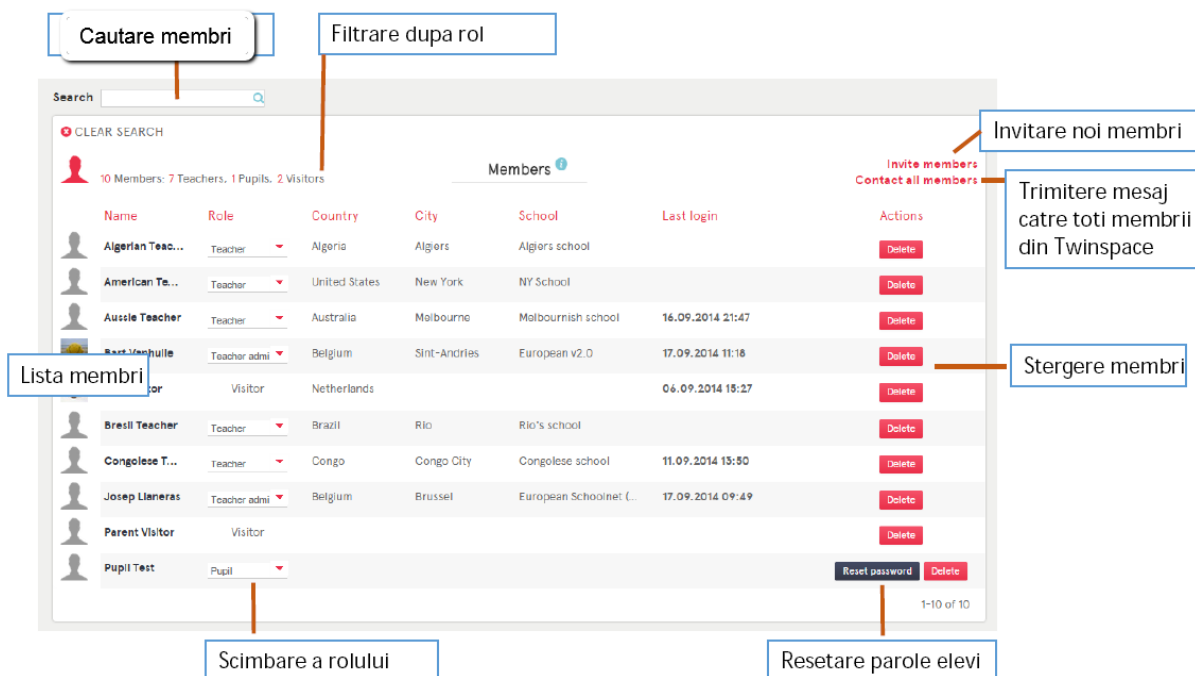 Cautare membri
Filtrare dupa rol
Search
CLEAR SEARCH
Invitare noi membri
10 Members: 7 Teachers, 1 Pupils, 2 Visitors
Members
Invite members
Contact all members
Trimitere mesaj
catre toti membrii
din Twinspace
Name Role Country City School Last login Actions
Algerian Teac... Teacher Algeria Algiers Algiers school Delete
American Te... Teacher United States New York NY School Delete
Aussie Teacher Teacher Australia Melbourne Melbournish school 16.09.2014 21:47 Delete
Bart Vanhulle Teacher admi Belgium Sint-Andries European v2.0 17.09.2014 11:18 Delete
Stergere membri
Lista membri
Visitor Netherlands 06.09.2014 15:27 Delete
Bresil Teacher Teacher Brazil Rio Rio's school Delete
Congolese T... Teacher Congo Congo City Congolese school 11.09.2014 13:50 Delete
Josep Llaneras Teacher admi Belgium Brussel European Schoolnet (... 17.09.2014 09:49 Delete
Parent Visitor Visitor Delete
Pupil Test Pupil Reset password Delete
1-10 of 10
Scimbare a rolului
Resetare parole elevi